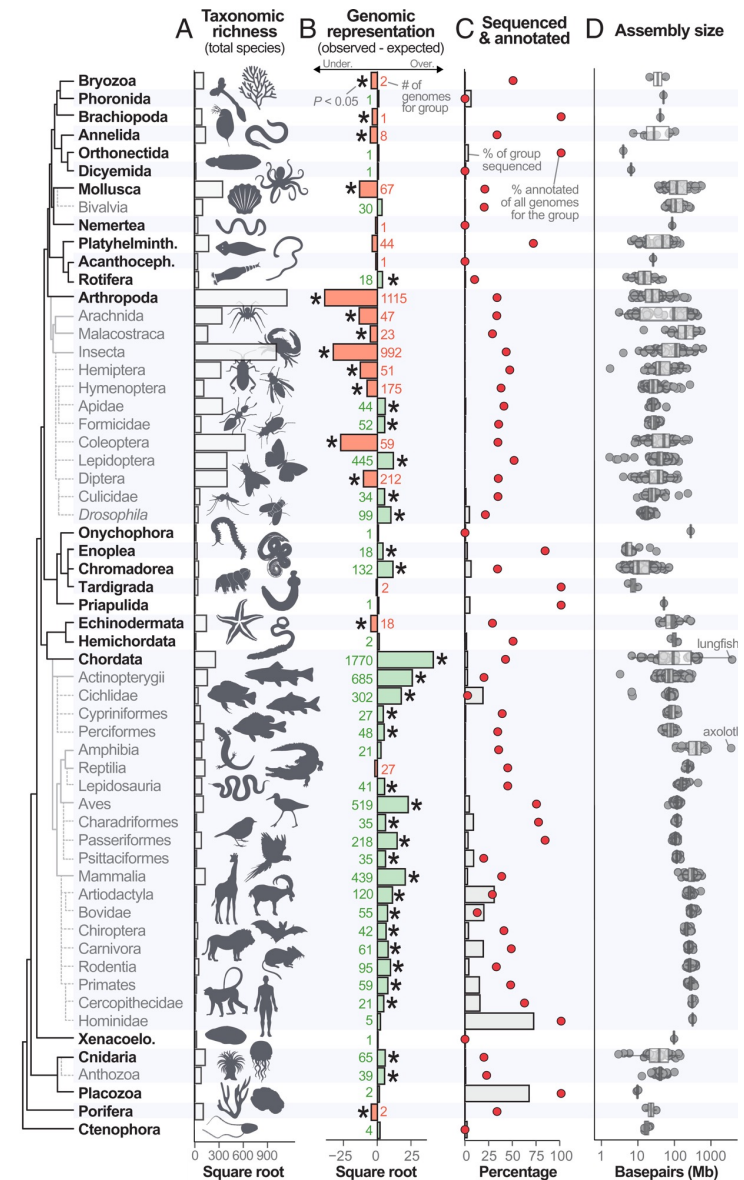 A Taxonomic richness (total species)
B Genomic representation (observed - expected)
C Sequenced & annotated
D Assembly size
Under. Over.
Bryozoa 2
P < 0.05
# of genomes for group
Phoronida 1
Brachiopoda 1
Annelida 8
Orthonectida 1
% of group sequenced
Dicyemida 1
Mollusca 67
% annotated of all genomes for the group
Bivalvia 30
Nemertea 1
Platyhelminth. 44
Acanthoceph. 1
Rotifera 18 *
Arthropoda * 1115
Arachnida * 47
Malacostraca * 23
Insecta * 992
Hemiptera * 51
Hymenoptera * 175
Apidae 44 *
Formicidae 52 *
Coleoptera * 59
Lepidoptera 445 *
Diptera * 212
Culicidae 34 *
Drosophila 99 *
Onychophora 1
Enoplea 18 *
Chromadorea 132 *
Tardigrada 2
Priapulida 1
Echinodermata * 18
Hemichordata 2
lungfish
Chordata 1770 *
Actinopterygii 685 *
Cichlidae 302 *
Cypriniformes 27 *
Perciformes 48 *
axolotl
Amphibia 21
Reptilia 27
Lepidosauria 41 *
Aves 519 *
Charadriformes 35 *
Passeriformes 218 *
Psittaciformes 35 *
Mammalia 439 *
Artiodactyla 120 *
Bovidae 55 *
Chiroptera 42 *
Carnivora 61 *
Rodentia 95 *
Primates 59 *
Cercopithecidae 21 *
Hominidae 5
Xenacoelo. 1
Cnidaria 65 *
Anthozoa 39 *
Placozoa 2
Porifera * 2
Ctenophora 4
0 300 600 900
−25 0 25
0 25 50 75 100
1 10 100 1000
Square root
Square root
Percentage
Basepairs (Mb)